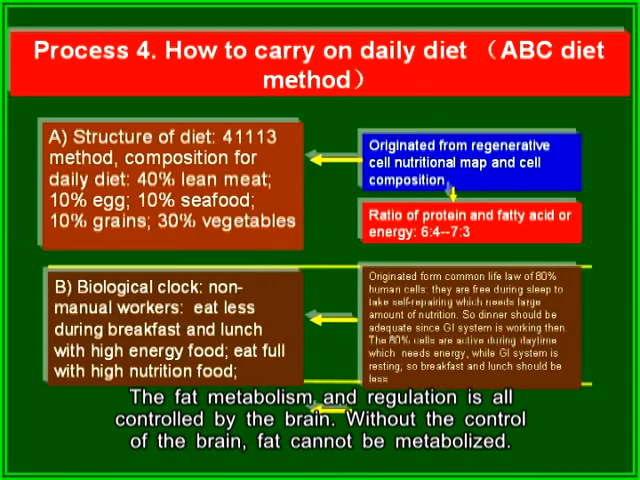 Process 4. How to carry on daily diet （ABC diet
method）
A) Structure of diet: 41113
method, composition for
daily diet: 40% lean meat;
10% egg; 10% seafood;
10% grains; 30% vegetables
Originated from regenerative
cell nutritional map and cell
composition
Ratio of protein and fatty acid or
energy: 6:4--7:3
B) Biological clock: non-
manual workers: eat less
during breakfast and lunch
with high energy food; eat full
with high nutrition food;
Originated form common life law of 80%
human cells: they are free during sleep to
take self-repairing which needs large
amount of nutrition. So dinner should be
adequate since GI system is working then.
The 80% cells are active during daytime
which needs energy, while GI system is
resting; so breakfast and lunch should be
less
The fat metabolism and regulation is all
controlled by the brain. Without the control
of the brain, fat cannot be metabolized.